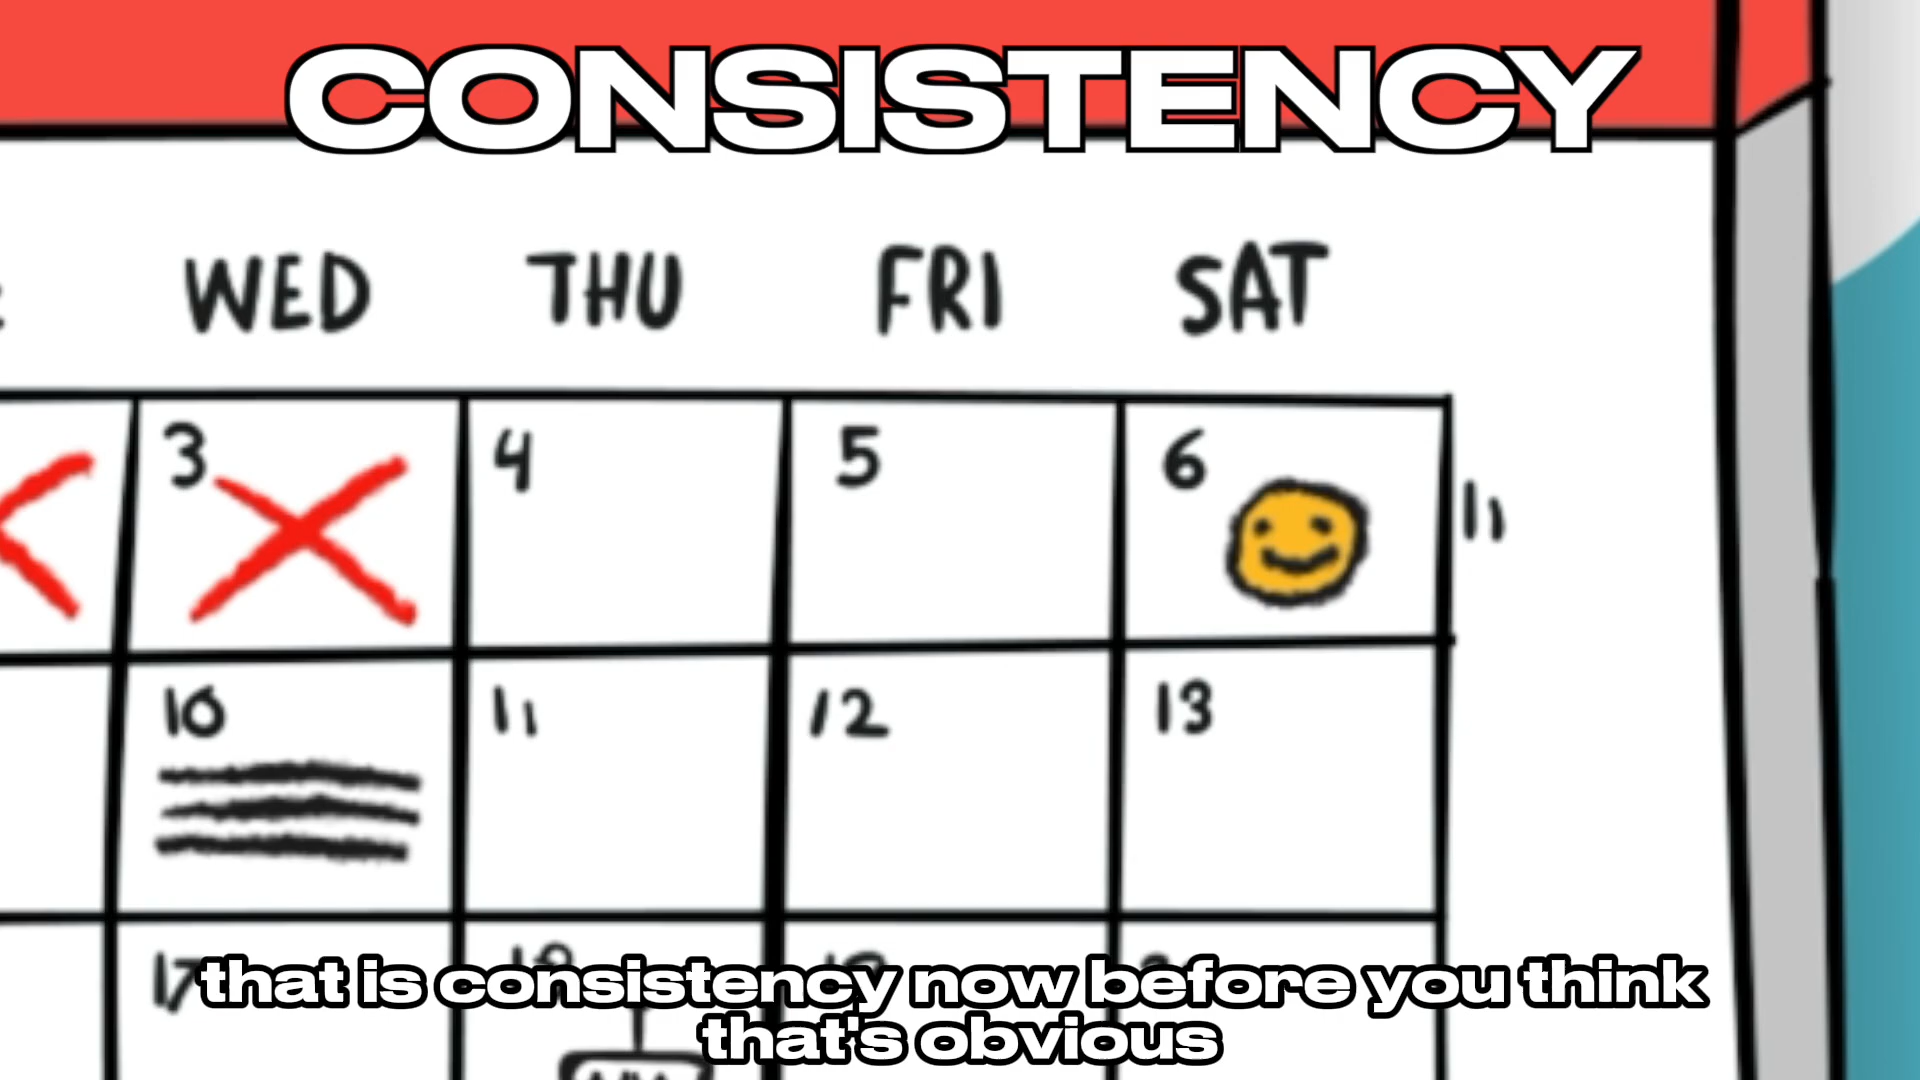 CONSISTENCY
WED THU FRI SAT
3 4 5 6 11
10 11 12 13
17
that is consistency now before you think
that's obvious